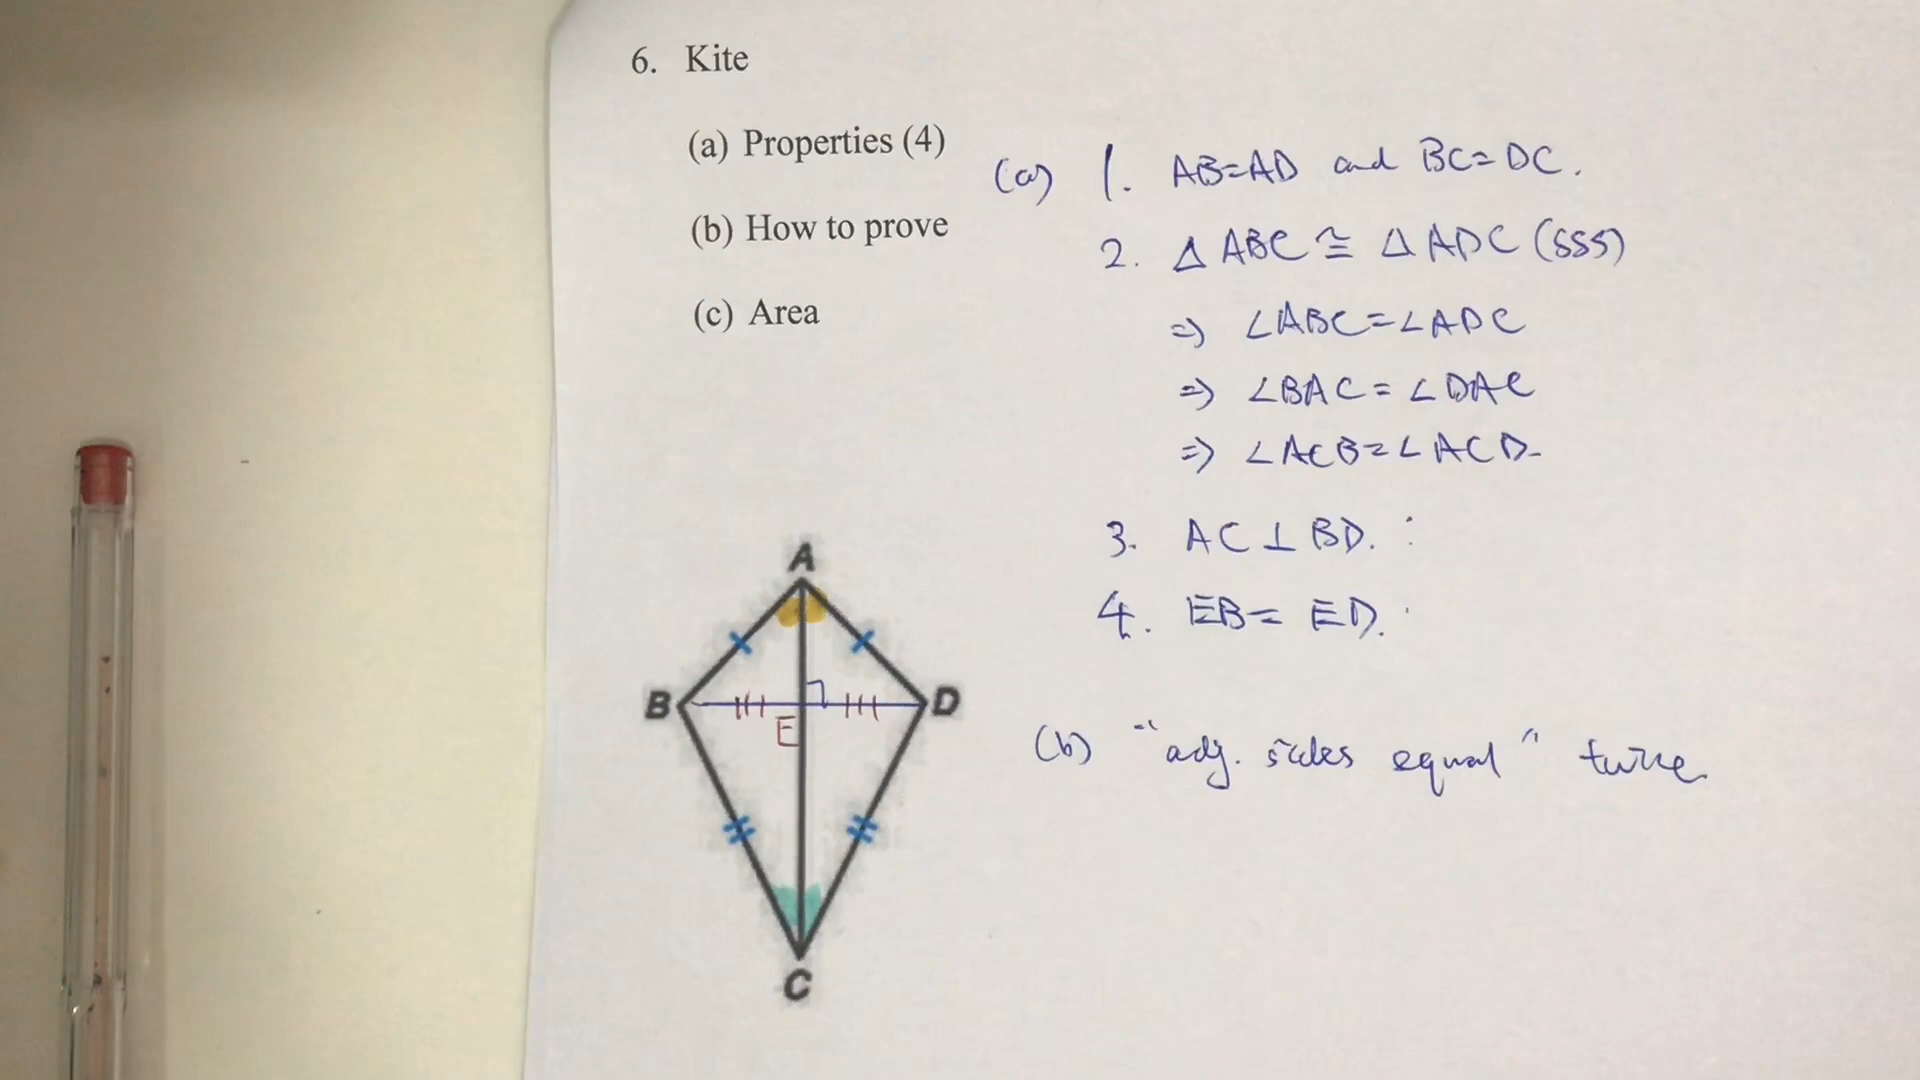 6. Kite
(a) Properties (4)
(b) How to prove
(c) Area
(a) 1. AB=AD and BC=DC.
2. △ABC ≅ △ADC (SSS)
=> ∠ABC=∠ADC
=> ∠BAC=∠DAC
=> ∠ACB=∠ACD
3. AC ⊥ BD.
4. EB=ED.
(b) "adj. sides equal" twice
A
B
D
E
C